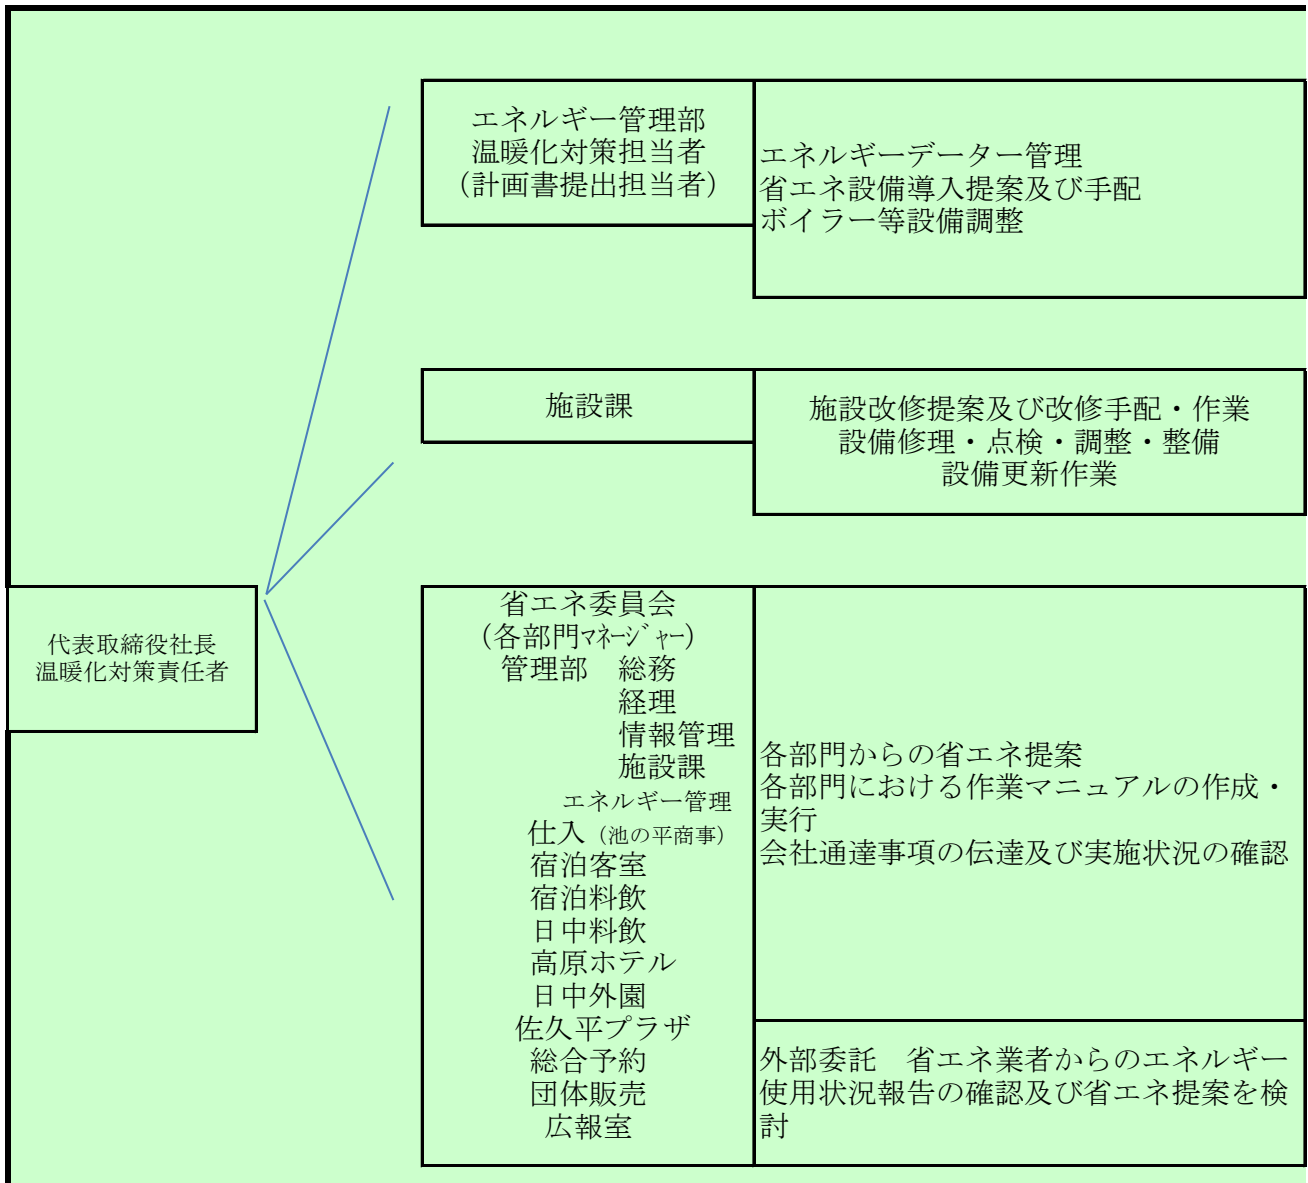 エネルギー管理部
温暖化対策担当者
（計画書提出担当者）
エネルギーデーター管理
省エネ設備導入提案及び手配
ボイラー等設備調整
施設課
施設改修提案及び改修手配・作業
設備修理・点検・調整・整備
設備更新作業
代表取締役社長
温暖化対策責任者
省エネ委員会
（各部門ﾏﾈｰｼﾞｬｰ）
管理部　総務
経理
情報管理
施設課
エネルギー管理
仕入（池の平商事）
宿泊客室
宿泊料飲
日中料飲
高原ホテル
日中外園
佐久平プラザ
総合予約
団体販売
広報室
各部門からの省エネ提案
各部門における作業マニュアルの作成・
実行
会社通達事項の伝達及び実施状況の確認
外部委託　省エネ業者からのエネルギー
使用状況報告の確認及び省エネ提案を検
討